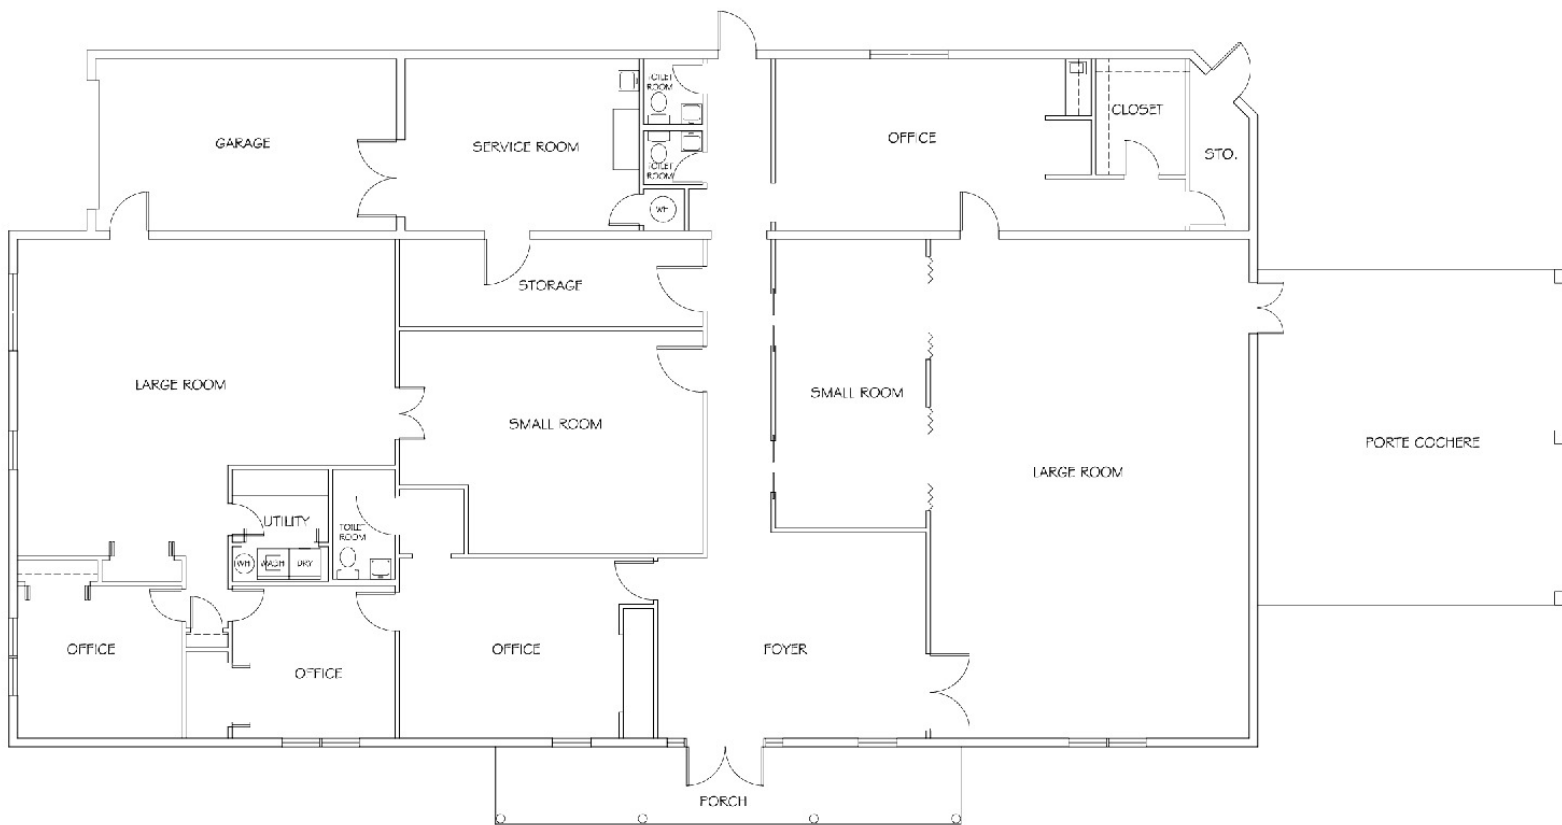 TOILET
ROOM
CLOSET
GARAGE
SERVICE ROOM
OFFICE
STO.
TOILET
ROOM
WH
STORAGE
LARGE ROOM
SMALL ROOM
SMALL ROOM
PORTE COCHERE
LARGE ROOM
UTILITY
TOILET
ROOM
WH
WASH
DRY
OFFICE
OFFICE
OFFICE
FOYER
PORCH